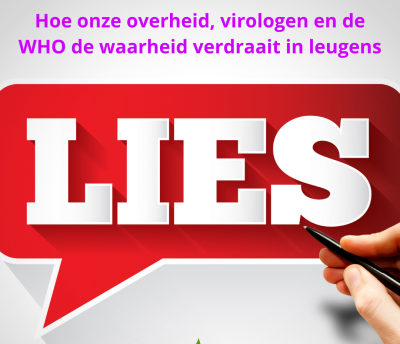 Hoe onze overheid, virologen en de
WHO de waarheid verdraait in leugens
LIES